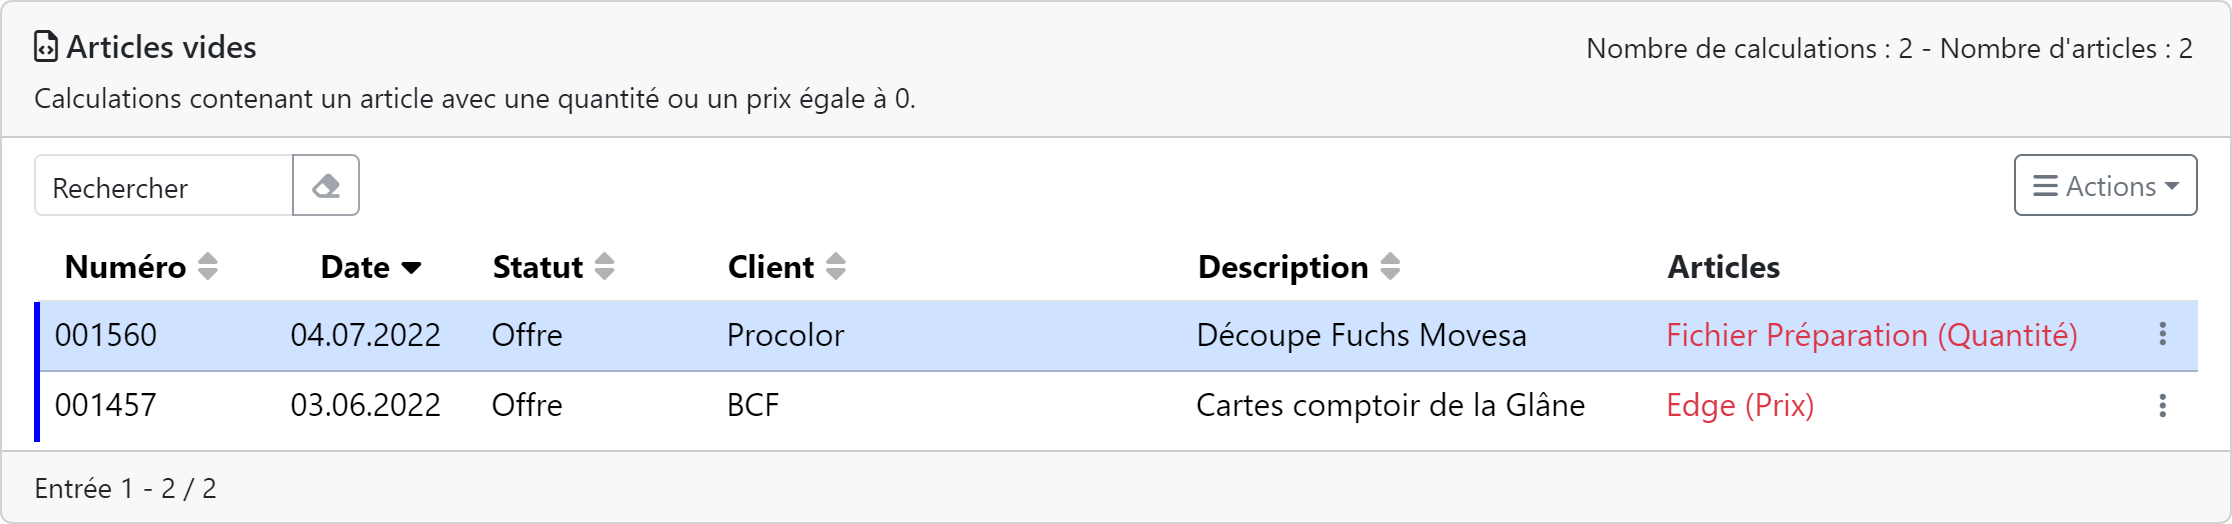 Articles vides
Nombre de calculations : 2 - Nombre d'articles : 2
Calculations contenant un article avec une quantité ou un prix égale à 0.
Rechercher
Actions
Numéro Date Statut Client Description Articles
001560 04.07.2022 Offre Procolor Découpe Fuchs Movesa Fichier Préparation (Quantité)
001457 03.06.2022 Offre BCF Cartes comptoir de la Glâne Edge (Prix)
Entrée 1 - 2 / 2